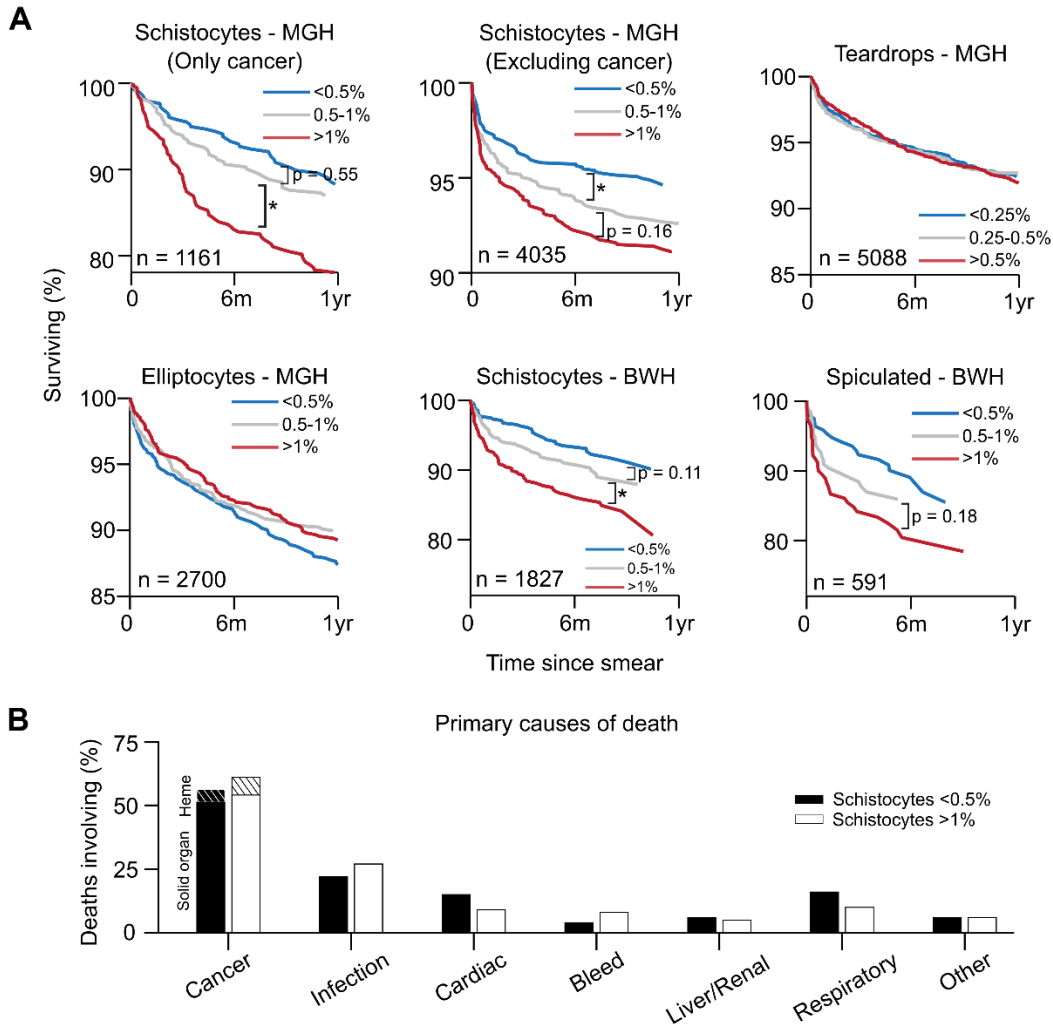 A
Schistocytes - MGH
(Only cancer)
100
90
80
<0.5%
0.5-1%
>1%
p = 0.55
*
n = 1161
0
6m
1yr
Schistocytes - MGH
(Excluding cancer)
100
95
90
<0.5%
0.5-1%
>1%
*
p = 0.16
n = 4035
0
6m
1yr
Teardrops - MGH
100
95
90
85
<0.25%
0.25-0.5%
>0.5%
n = 5088
0
6m
1yr
Surviving (%)
Elliptocytes - MGH
100
95
90
85
<0.5%
0.5-1%
>1%
n = 2700
0
6m
1yr
Schistocytes - BWH
100
90
80
p = 0.11
*
<0.5%
0.5-1%
>1%
n = 1827
0
6m
1yr
Spiculated - BWH
100
90
80
<0.5%
0.5-1%
>1%
p = 0.18
n = 591
0
6m
1yr
Time since smear
B
Primary causes of death
Deaths involving (%)
75
50
25
0
Heme
Solid organ
Schistocytes <0.5%
Schistocytes >1%
Cancer
Infection
Cardiac
Bleed
Liver/Renal
Respiratory
Other